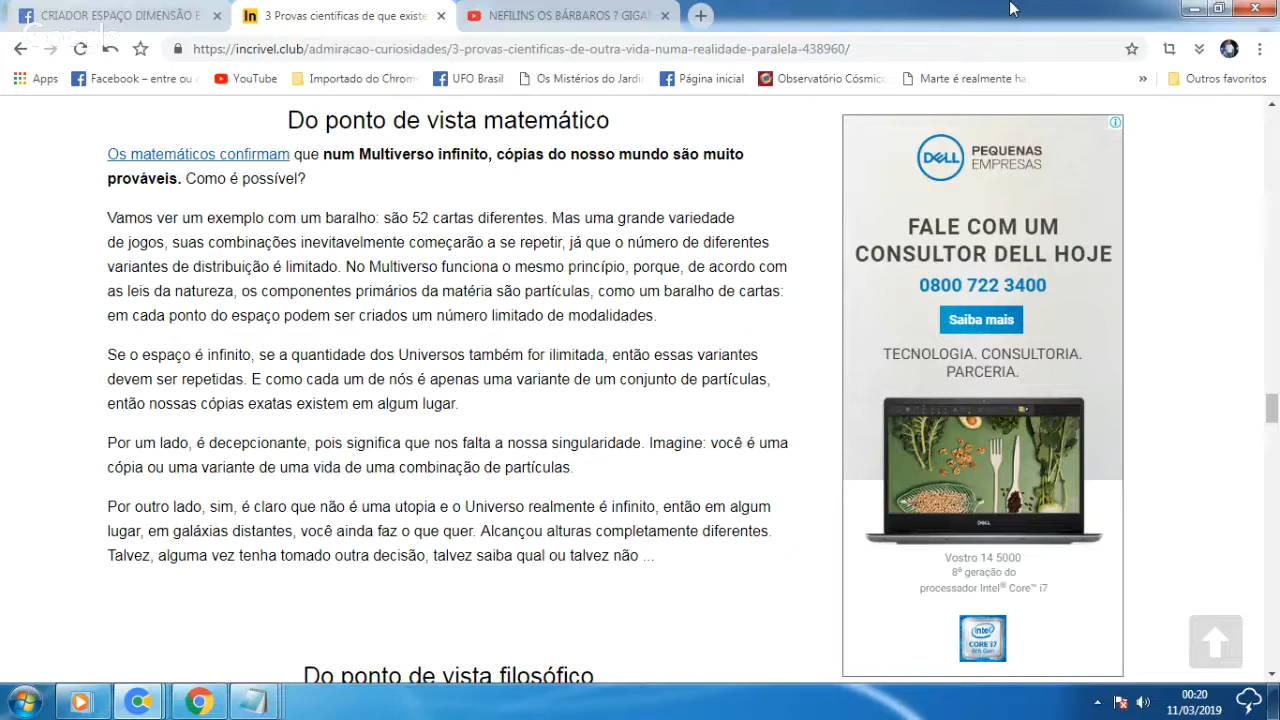 CRIADOR ESPAÇO DIMENSÃO E
3 Provas científicas de que existe
NEFILINS OS BÁRBAROS ? GIGA
https://incrivel.club/admiracao-curiosidades/3-provas-cientificas-de-outra-vida-numa-realidade-paralela-438960/
Apps
Facebook – entre ou
YouTube
Importado do Chrom
UFO Brasil
Os Mistérios do Jardin
Página inicial
Observatório Cósmico
Marte é realmente ha
»
Outros favoritos
Do ponto de vista matemático
Os matemáticos confirmam que num Multiverso infinito, cópias do nosso mundo são muito
prováveis. Como é possível?
Vamos ver um exemplo com um baralho: são 52 cartas diferentes. Mas uma grande variedade
de jogos, suas combinações inevitavelmente começarão a se repetir, já que o número de diferentes
variantes de distribuição é limitado. No Multiverso funciona o mesmo princípio, porque, de acordo com
as leis da natureza, os componentes primários da matéria são partículas, como um baralho de cartas:
em cada ponto do espaço podem ser criados um número limitado de modalidades.
Se o espaço é infinito, se a quantidade dos Universos também for ilimitada, então essas variantes
devem ser repetidas. E como cada um de nós é apenas uma variante de um conjunto de partículas,
então nossas cópias exatas existem em algum lugar.
Por um lado, é decepcionante, pois significa que nos falta a nossa singularidade. Imagine: você é uma
cópia ou uma variante de uma vida de uma combinação de partículas.
Por outro lado, sim, é claro que não é uma utopia e o Universo realmente é infinito, então em algum
lugar, em galáxias distantes, você ainda faz o que quer. Alcançou alturas completamente diferentes.
Talvez, alguma vez tenha tomado outra decisão, talvez saiba qual ou talvez não ...
Do ponto de vista filosófico
DELL
PEQUENAS
EMPRESAS
FALE COM UM
CONSULTOR DELL HOJE
0800 722 3400
Saiba mais
TECNOLOGIA. CONSULTORIA.
PARCERIA.
DELL
Vostro 14 5000
8ª geração do
processador Intel® Core™ i7
intel
CORE i7
8th Gen
00:20
11/03/2019